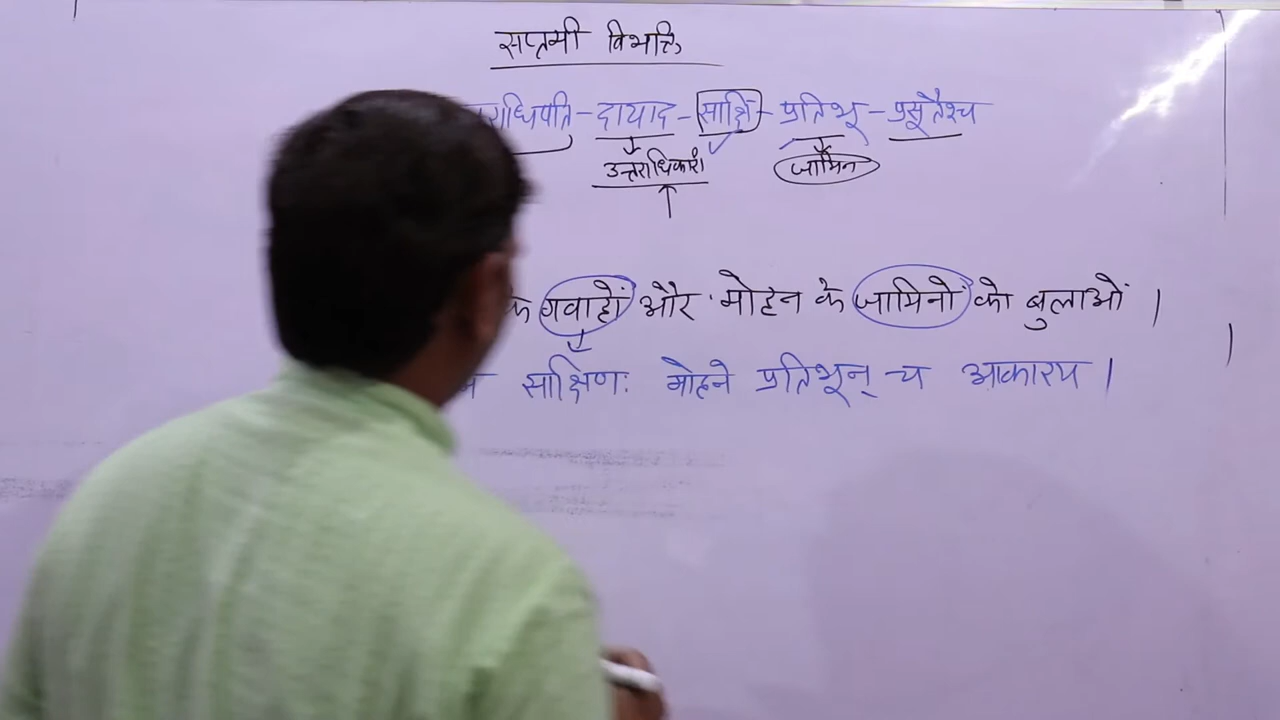 सप्तमी विभक्ति
राधिपति - दायाद - साक्षि - प्रतिभू - प्रसूतैश्च
उत्तराधिकारी जामिन
के गवाहों और मोहन के जामिनों को बुलाओं ।
साक्षिणः मोहने प्रतिभून् च आकारय ।